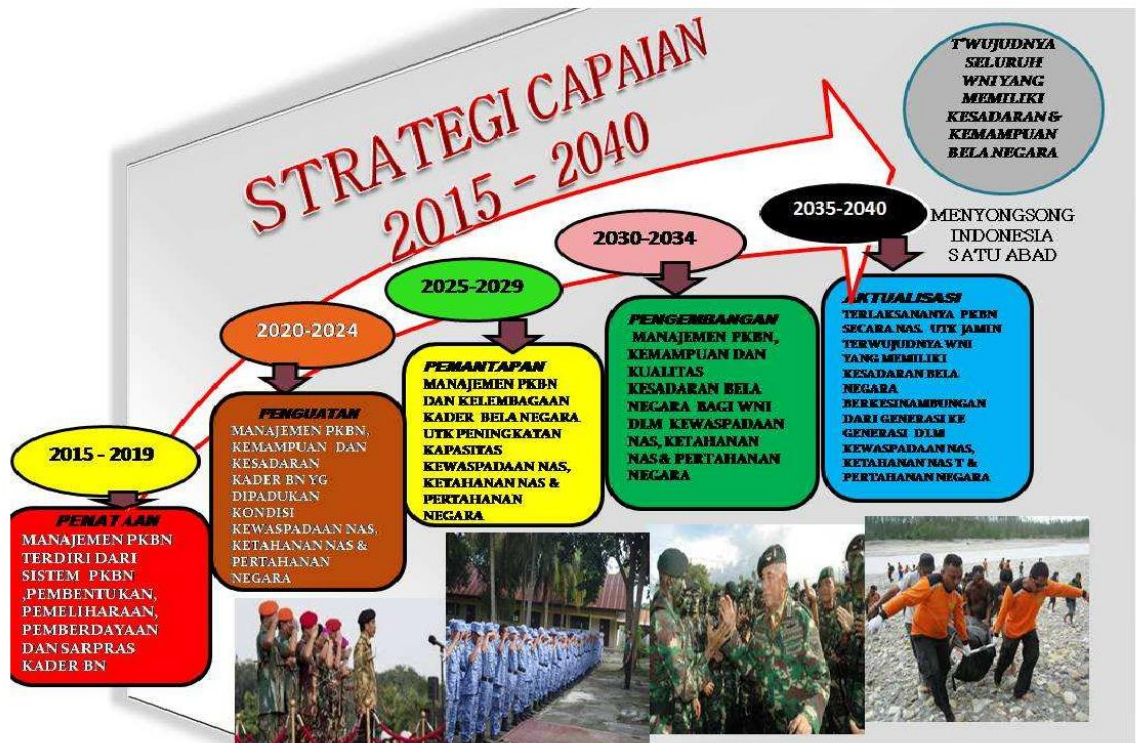 STRATEGI CAPAIAN
2015 - 2040
T'WUJUDNYA
SELURUH
WNI YANG
MEMILIKI
KESADARAN &
KEMAMPUAN
BELA NEGARA
MENYONGSONG
INDONESIA
SATU ABAD
2015 - 2019
PENATAAN
MANAJEMEN PKBN
TERDIRI DARI
SISTEM PKBN
,PEMBENTUKAN,
PEMELIHARAAN,
PEMBERDAYAAN
DAN SARPRAS
KADER BN
2020-2024
PENGUATAN
MANAJEMEN PKBN,
KEMAMPUAN DAN
KESADARAN
KADER BN YG
DIPADUKAN
KONDISI
KEWASPADAAN NAS,
KETAHANAN NAS &
PERTAHANAN
NEGARA
2025-2029
PEMANTAPAN
MANAJEMEN PKBN
DAN KELEMBAGAAN
KADER BELA NEGARA
UTK PENINGKATAN
KAPASITAS
KEWASPADAAN NAS,
KETAHANAN NAS &
PERTAHANAN
NEGARA
2030-2034
PENGEMBANGAN
MANAJEMEN PKBN,
KEMAMPUAN DAN
KUALITAS
KESADARAN BELA
NEGARA BAGI WNI
DLM KEWASPADAAN
NAS, KETAHANAN
NAS & PERTAHANAN
NEGARA
2035-2040
AKTUALISASI
TERLAKSANANYA PKBN
SECARA NAS. UTK JAMIN
TERWUJUDNYA WNI
YANG MEMILIKI
KESADARAN BELA
NEGARA
BERKESINAMBUNGAN
DARI GENERASI KE
GENERASI DLM
KEWASPADAAN NAS,
KETAHANAN NAS T &
PERTAHANAN NEGARA